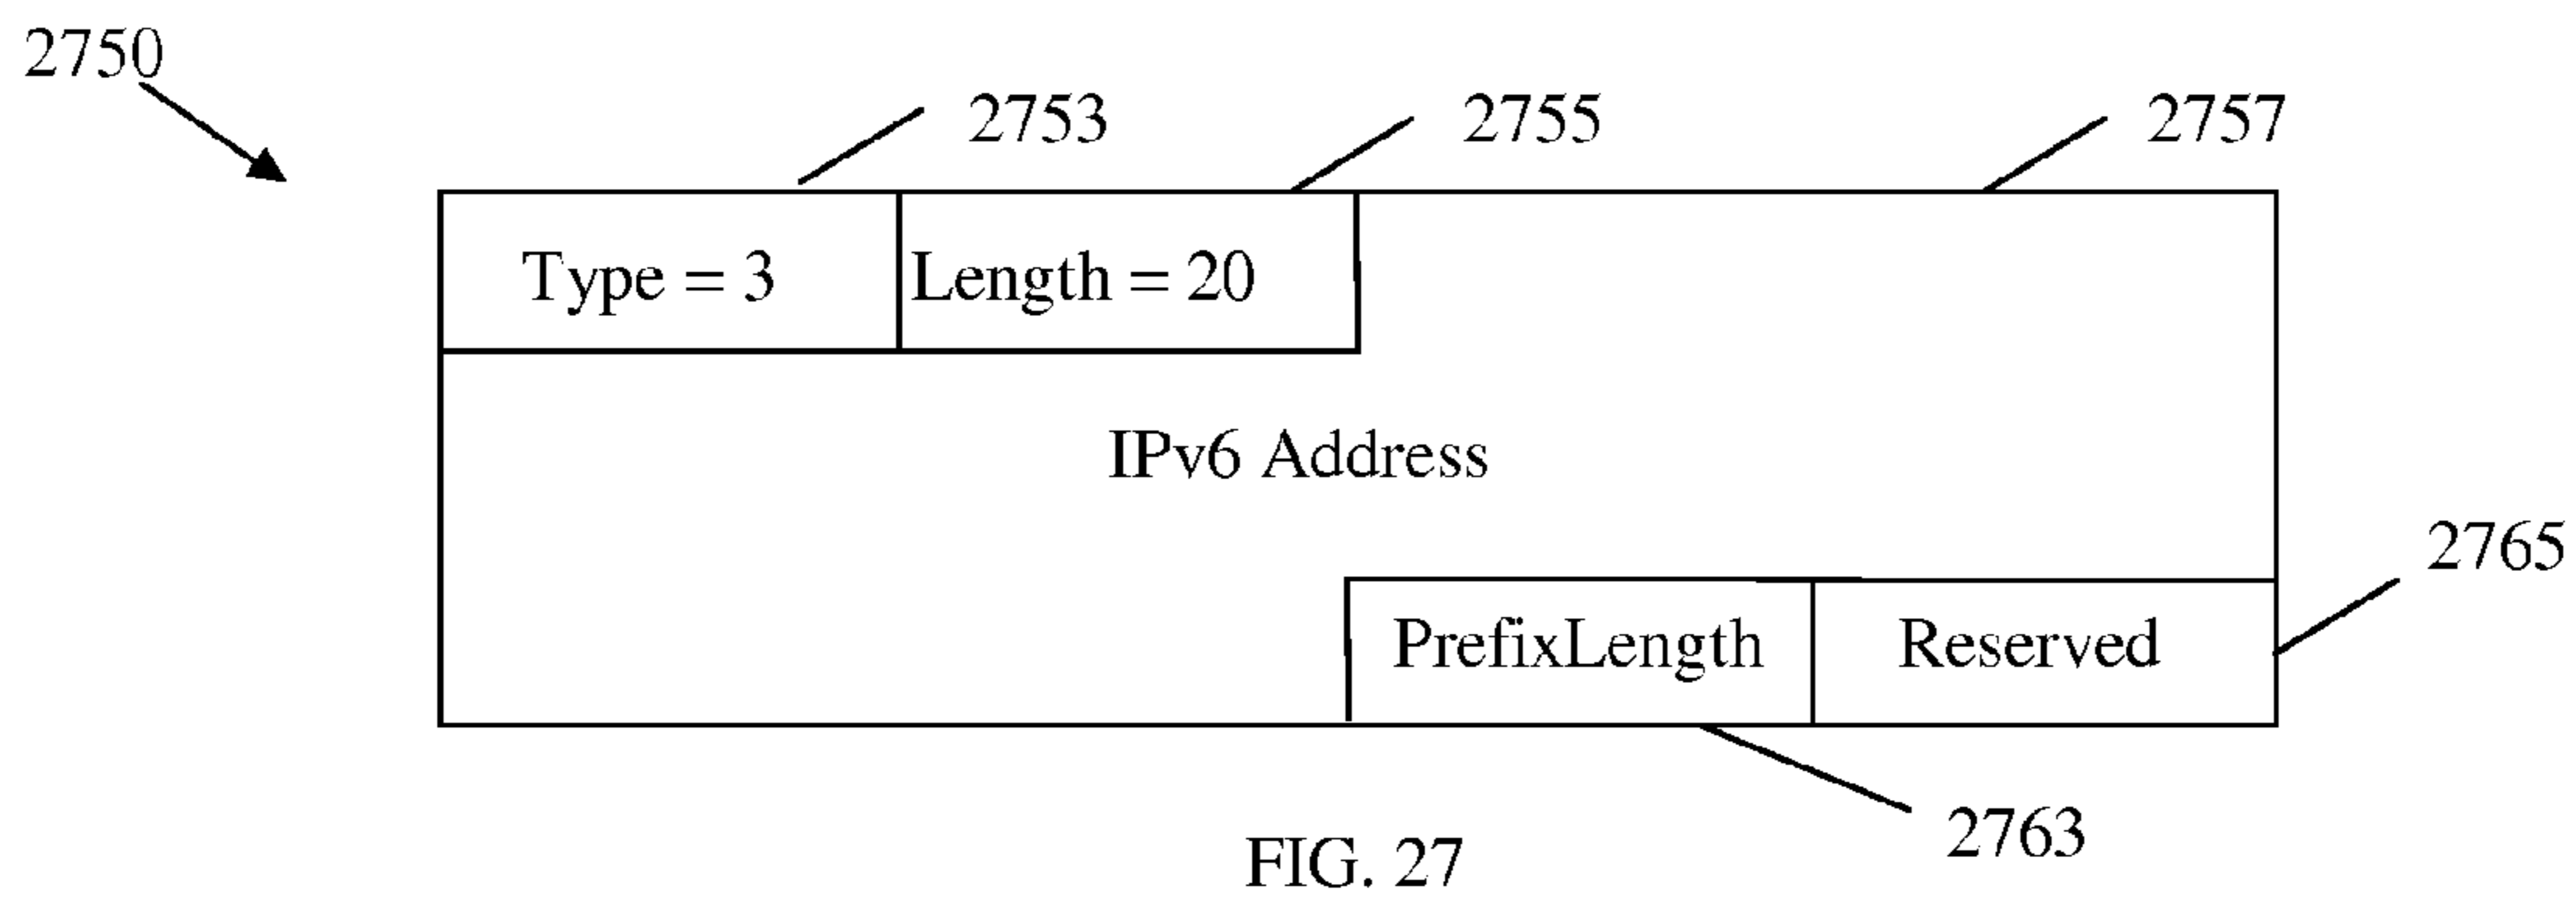 2750
2753 2755 2757
Type = 3 Length = 20
IPv6 Address
2765
PrefixLength Reserved
2763
FIG. 27